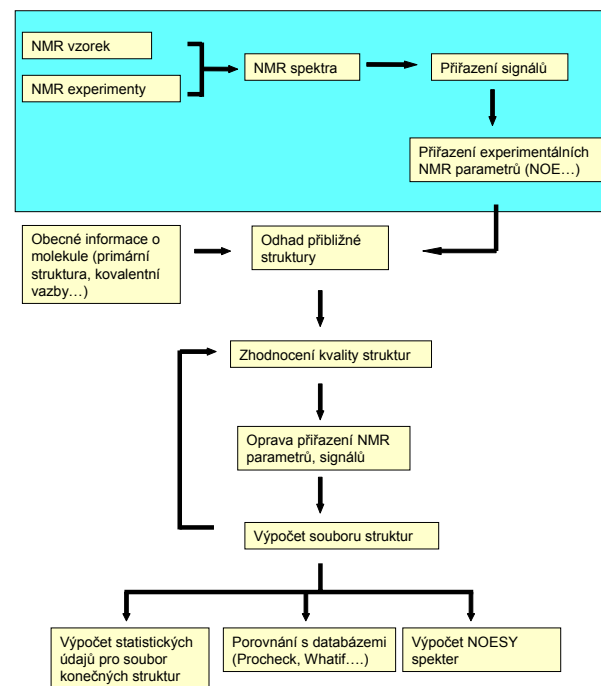 NMR vzorek
NMR experimenty
NMR spektra
Přiřazení signálů
Přiřazení experimentálních
NMR parametrů (NOE…)
Obecné informace o
molekule (primární
struktura, kovalentní
vazby…)
Odhad přibližné
struktury
Zhodnocení kvality struktur
Oprava přiřazení NMR
parametrů, signálů
Výpočet souboru struktur
Výpočet statistických
údajů pro soubor
konečných struktur
Porovnání s databázemi
(Procheck, Whatif….)
Výpočet NOESY
spekter